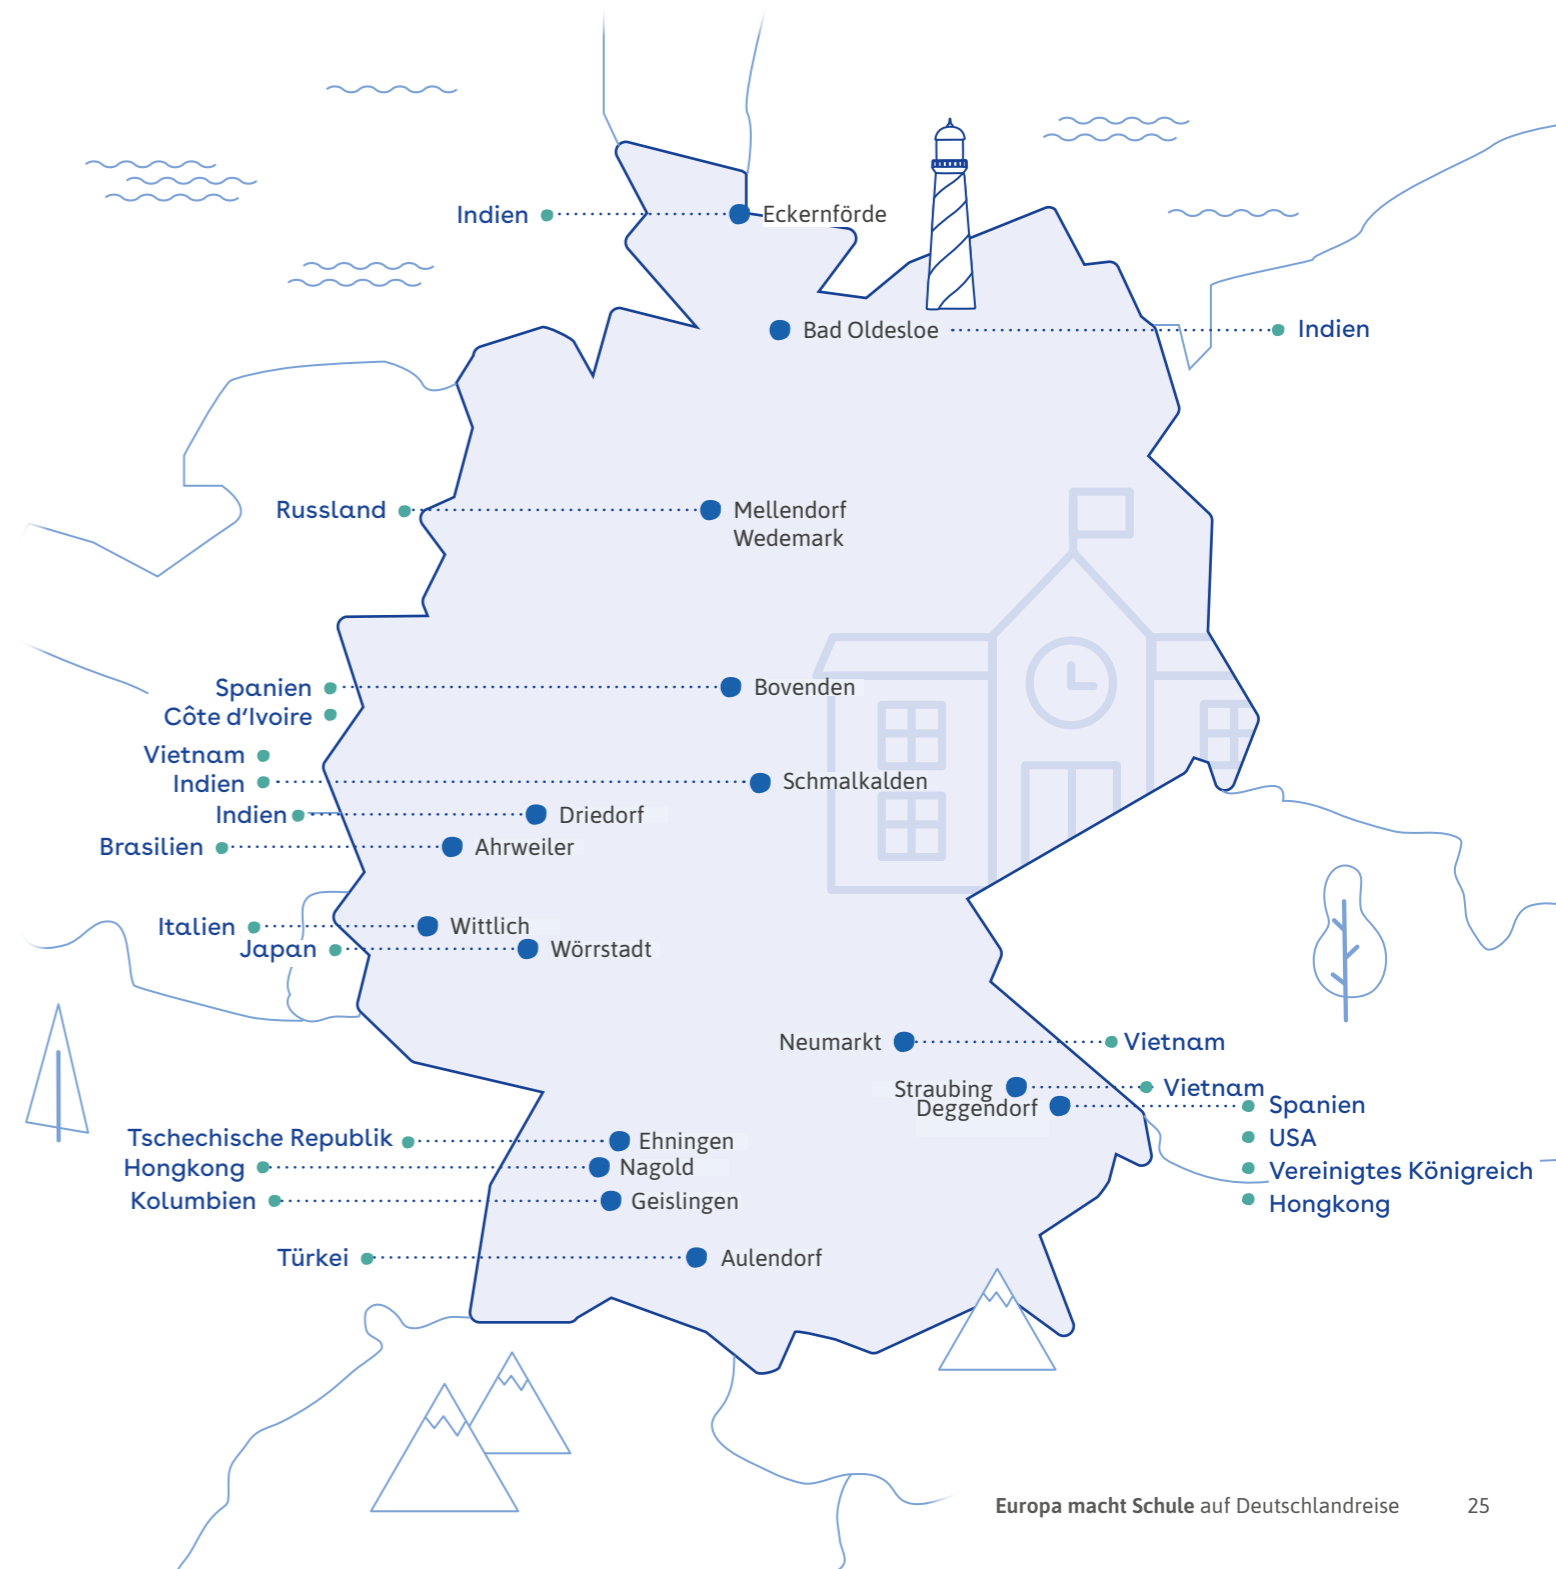 Indien Eckernförde
Bad Oldesloe Indien
Russland Mellendorf
Wedemark
Spanien Bovenden
Côte d‘Ivoire
Vietnam
Indien Schmalkalden
Indien Driedorf
Brasilien Ahrweiler
Italien Wittlich
Japan Wörrstadt
Neumarkt Vietnam
Straubing Vietnam
Deggendorf Spanien
USA
Vereinigtes Königreich
Hongkong
Tschechische Republik Ehningen
Hongkong Nagold
Kolumbien Geislingen
Türkei Aulendorf
Europa macht Schule auf Deutschlandreise 25